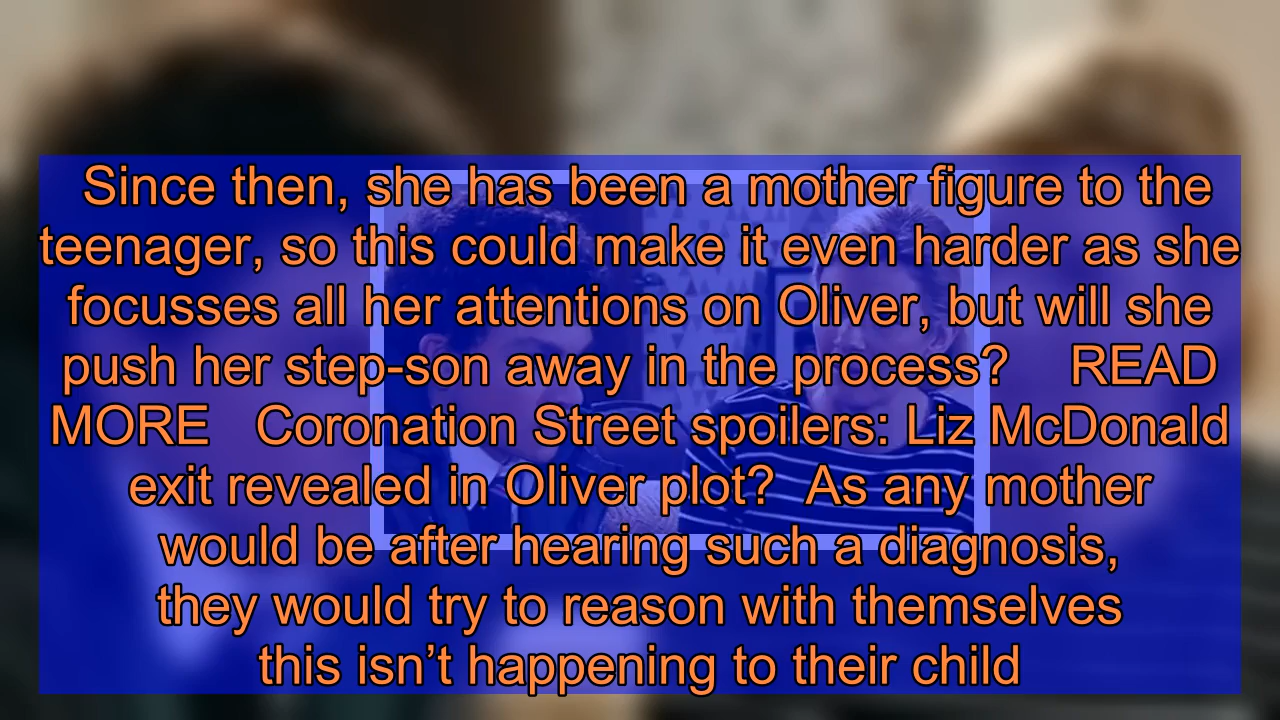 Since then, she has been a mother figure to the
teenager, so this could make it even harder as she
focusses all her attentions on Oliver, but will she
push her step-son away in the process?    READ
MORE   Coronation Street spoilers: Liz McDonald
exit revealed in Oliver plot?  As any mother
would be after hearing such a diagnosis,
they would try to reason with themselves
this isn’t happening to their child